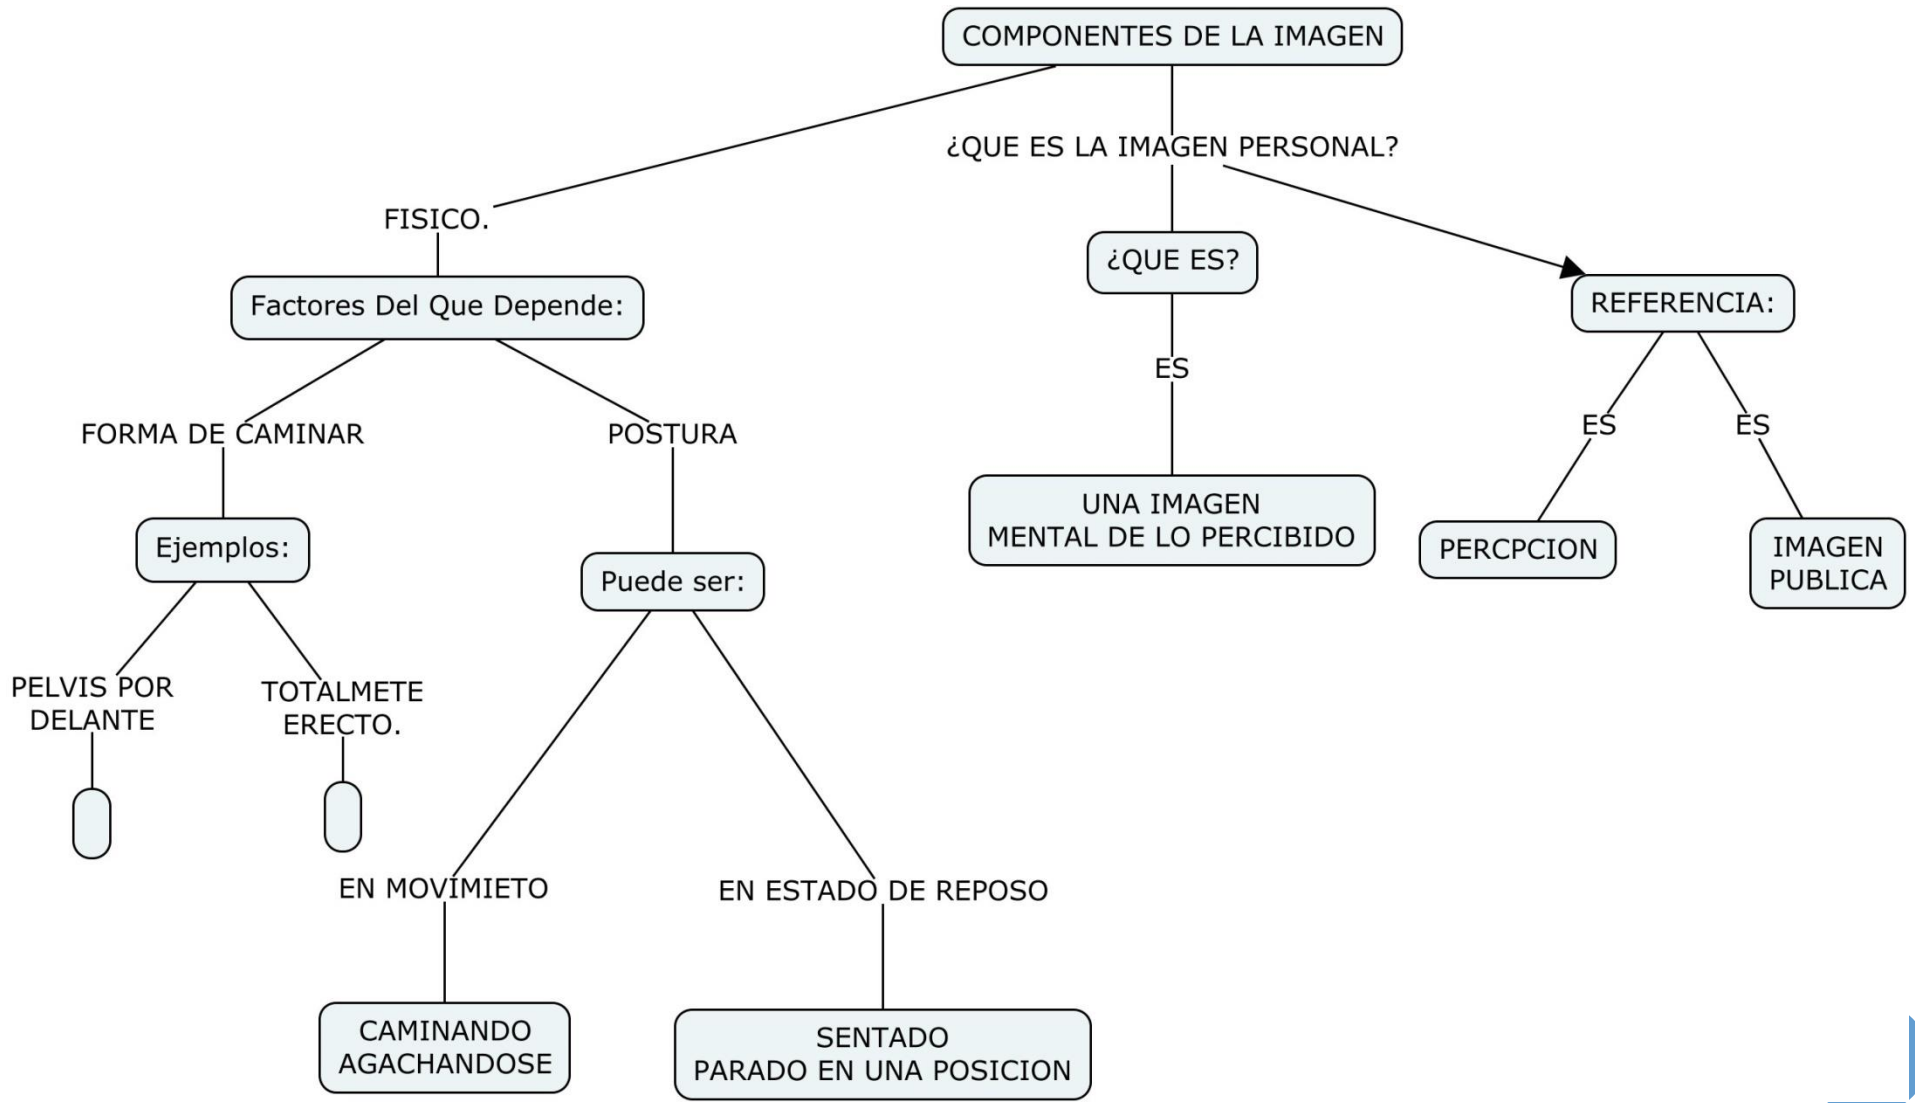 COMPONENTES DE LA IMAGEN
¿QUE ES LA IMAGEN PERSONAL?
FISICO.
¿QUE ES?
Factores Del Que Depende:
REFERENCIA:
ES
FORMA DE CAMINAR
POSTURA
ES
ES
UNA IMAGEN
MENTAL DE LO PERCIBIDO
Ejemplos:
PERCPCION
IMAGEN
PUBLICA
Puede ser:
PELVIS POR
DELANTE
TOTALMETE
ERECTO.
EN MOVIMIETO
EN ESTADO DE REPOSO
CAMINANDO
AGACHANDOSE
SENTADO
PARADO EN UNA POSICION